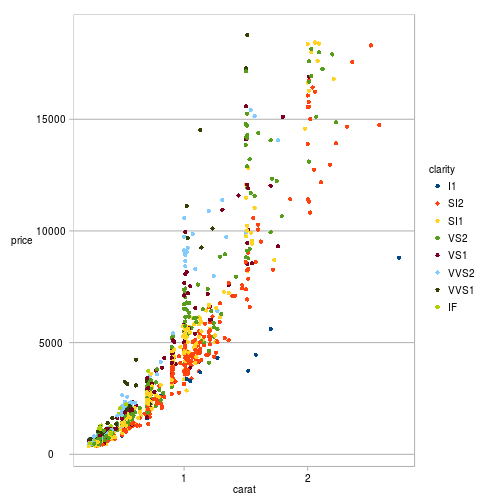 15000
10000
5000
0
price
1
2
carat
clarity
I1
SI2
SI1
VS2
VS1
VVS2
VVS1
IF